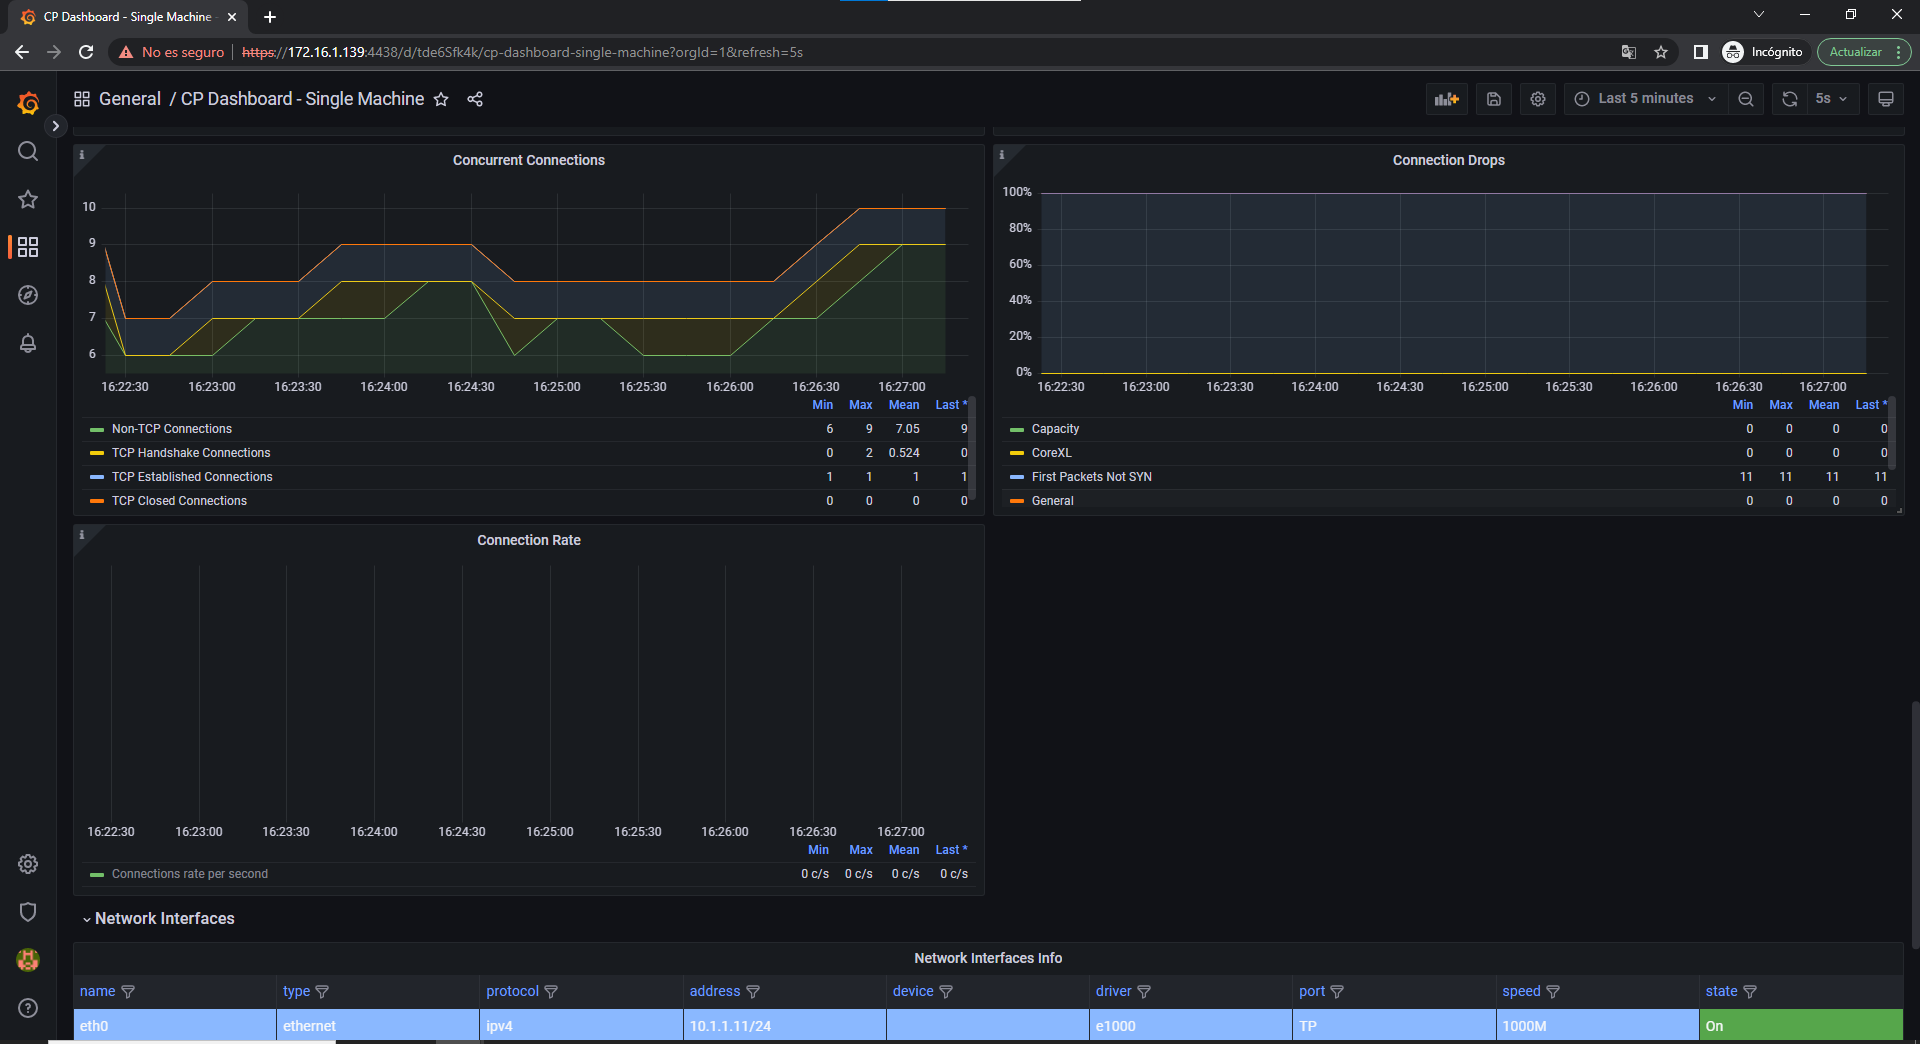 CP Dashboard - Single Machine -
No es seguro https://172.16.1.139:4438/d/tde6Sfk4k/cp-dashboard-single-machine?orgId=1&refresh=5s Incógnito Actualizar
General / CP Dashboard - Single Machine Last 5 minutes 5s
Concurrent Connections
10
9
8
7
6
16:22:30 16:23:00 16:23:30 16:24:00 16:24:30 16:25:00 16:25:30 16:26:00 16:26:30 16:27:00
Min Max Mean Last *
Non-TCP Connections 6 9 7.05 9
TCP Handshake Connections 0 2 0.524 0
TCP Established Connections 1 1 1 1
TCP Closed Connections 0 0 0 0
Connection Drops
100%
80%
60%
40%
20%
0%
16:22:30 16:23:00 16:23:30 16:24:00 16:24:30 16:25:00 16:25:30 16:26:00 16:26:30 16:27:00
Min Max Mean Last *
Capacity 0 0 0 0
CoreXL 0 0 0 0
First Packets Not SYN 11 11 11 11
General 0 0 0 0
Connection Rate
16:22:30 16:23:00 16:23:30 16:24:00 16:24:30 16:25:00 16:25:30 16:26:00 16:26:30 16:27:00
Min Max Mean Last *
Connections rate per second 0 c/s 0 c/s 0 c/s 0 c/s
Network Interfaces
Network Interfaces Info
name type protocol address device driver port speed state
eth0 ethernet ipv4 10.1.1.11/24 e1000 TP 1000M On